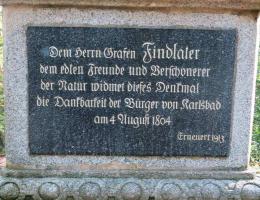 Dem Herrn Grafen Findlater
dem edlen Freunde und Verschönerer
der Natur widmet dieses Denkmal
die Dankbarkeit der Bürger von Karlsbad
am 4 August 1804
Erneuert 1913